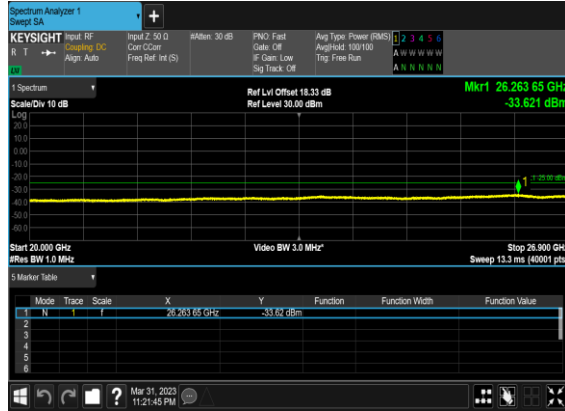 Spectrum Analyzer 1
Swept SA
+
KEYSIGHT Input: RF Input Z: 50 Ω #Atten: 30 dB PNO: Fast Avg Type: Power (RMS) 1 2 3 4 5 6
R T Coupling: DC Corr CCorr Gate: Off Avg|Hold: 100/100 A W W W W W
Align: Auto Freq Ref: Int (S) IF Gain: Low Trig: Free Run
Sig Track: Off A N N N N N
1 Spectrum Ref Lvl Offset 18.33 dB Mkr1 26.263 65 GHz
Scale/Div 10 dB Ref Level 30.00 dBm -33.621 dBm
Log
20.0
10.0
0.00
-10.0
-20.0
-30.0
-40.0
-50.0
-60.0
1
Start 20.000 GHz Video BW 3.0 MHz* Stop 26.900 GHz
#Res BW 1.0 MHz Sweep 13.3 ms (40001 pts)
5 Marker Table
Mode Trace Scale X Y Function Function Width Function Value
1 N 1 f 26.263 65 GHz -33.62 dBm
2
3
4
5
6
Mar 31, 2023
11:21:45 PM